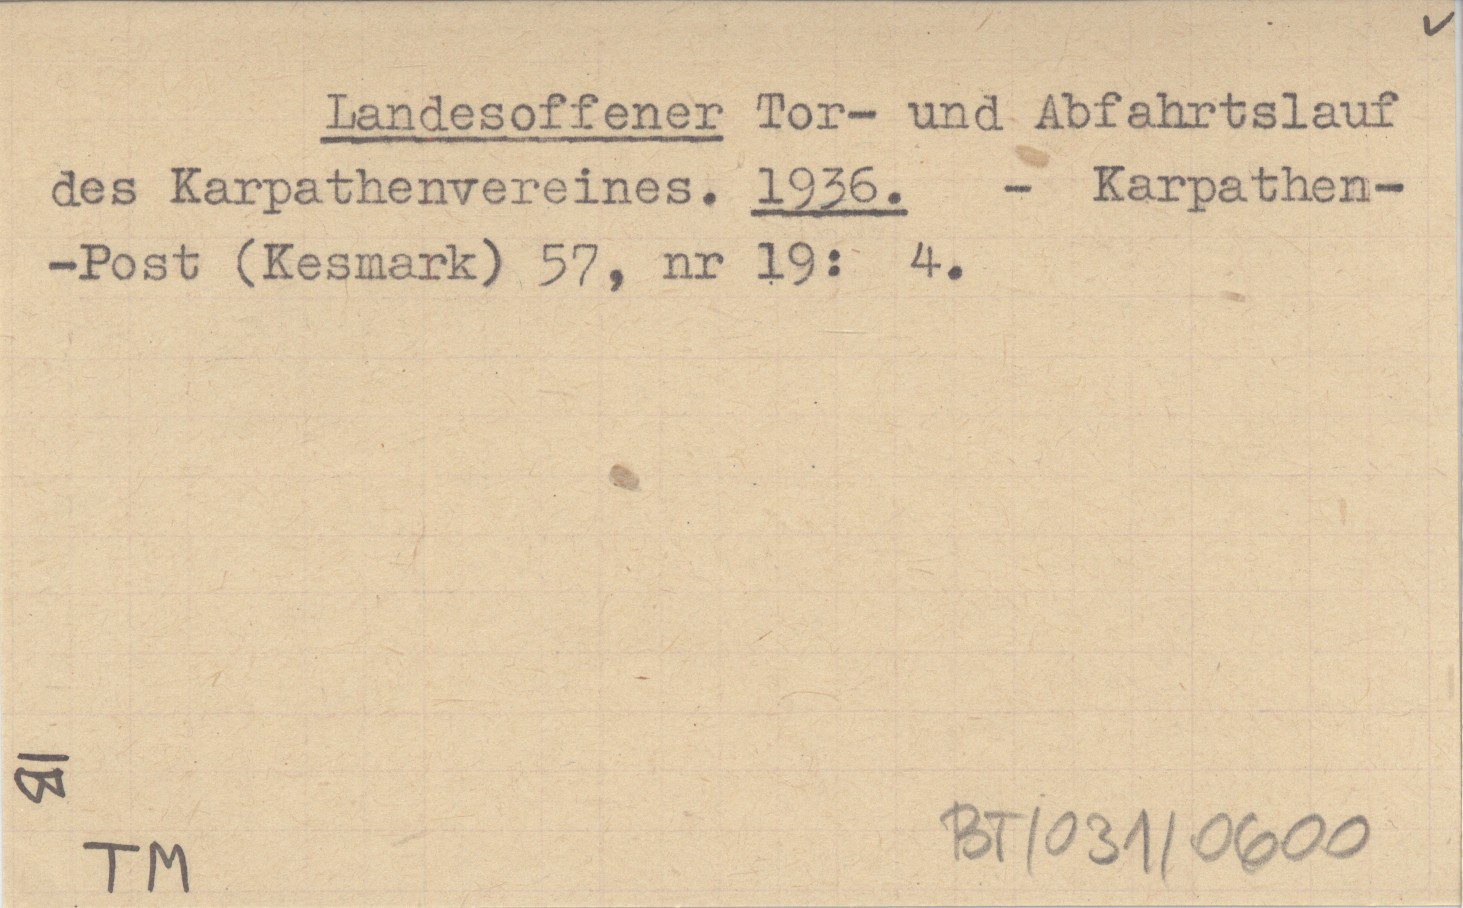 Landesoffener Tor- und Abfahrtslauf
des Karpathenvereines. 1936. - Karpathen-
-Post (Kesmark) 57, nr 19: 4.
TM
BT/031/0600